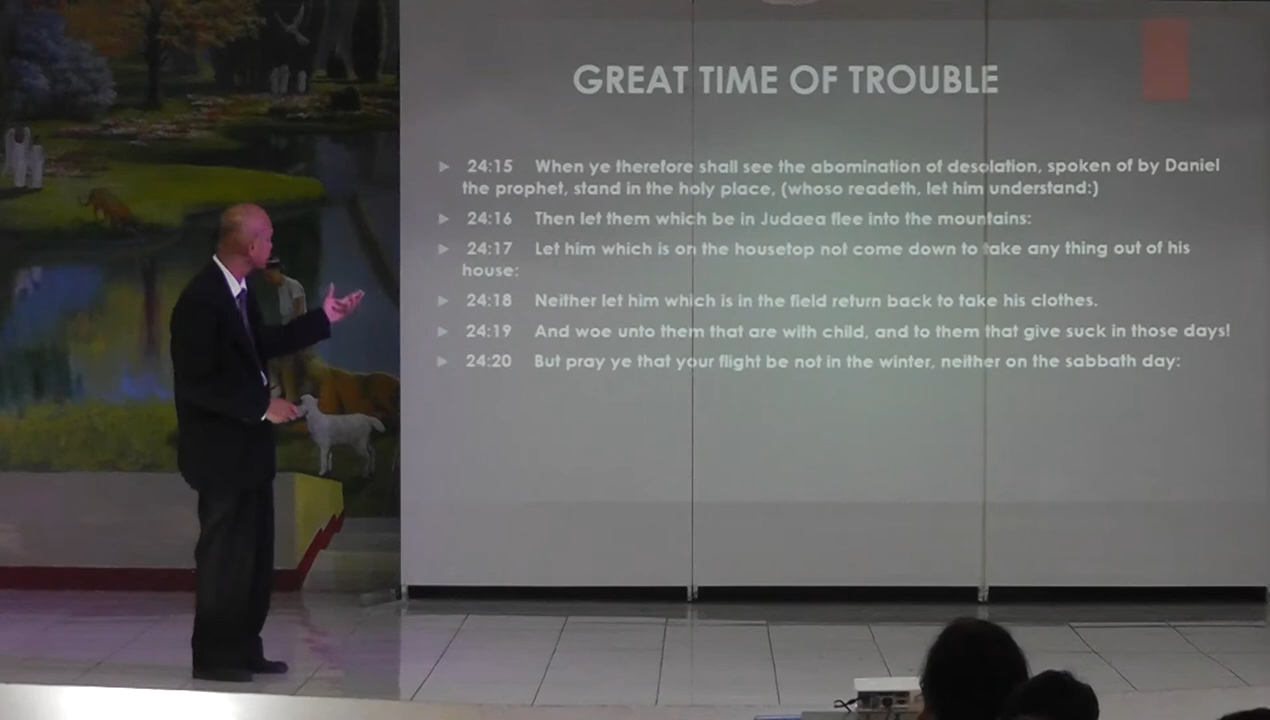 GREAT TIME OF TROUBLE
24:15 When ye therefore shall see the abomination of desolation, spoken of by Daniel
the prophet, stand in the holy place, (whoso readeth, let him understand:)
24:16 Then let them which be in Judaea flee into the mountains:
24:17 Let him which is on the housetop not come down to take any thing out of his
house:
24:18 Neither let him which is in the field return back to take his clothes.
24:19 And woe unto them that are with child, and to them that give suck in those days!
24:20 But pray ye that your flight be not in the winter, neither on the sabbath day: